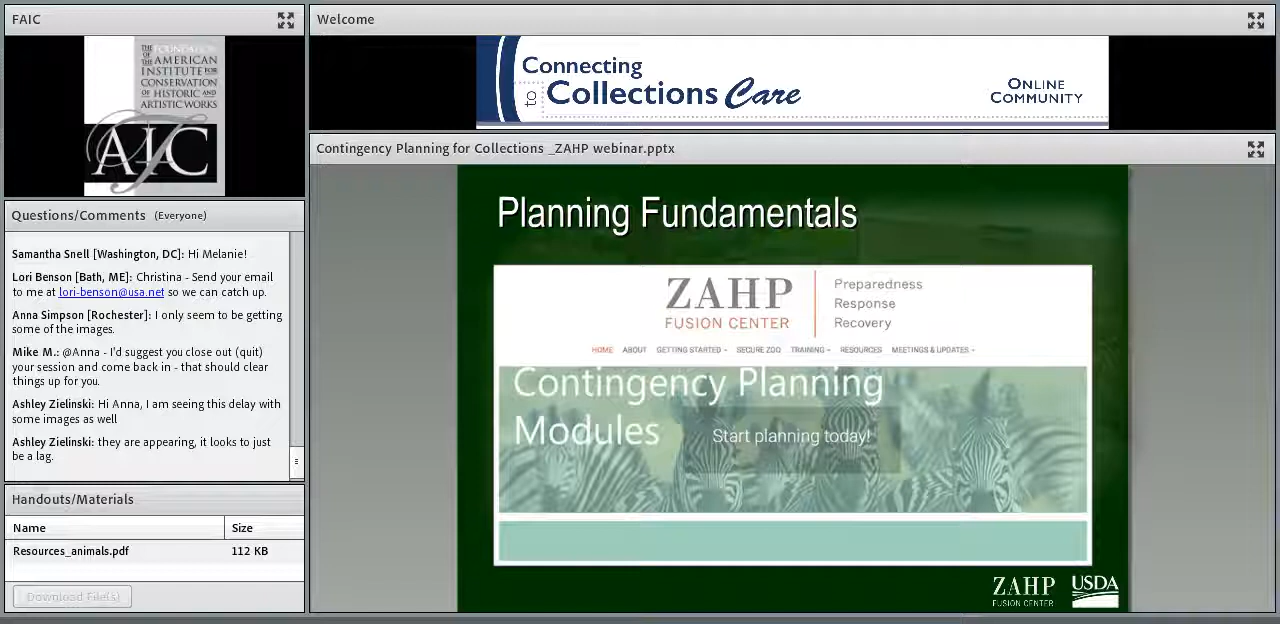 FAIC
THE FOUNDATION
OF THE AMERICAN
INSTITUTE FOR
CONSERVATION
OF HISTORIC AND
ARTISTIC WORKS
AIC
Questions/Comments (Everyone)
Samantha Snell [Washington, DC]: Hi Melanie!
Lori Benson [Bath, ME]: Christina - Send your email
to me at lori-benson@usa.net so we can catch up.
Anna Simpson [Rochester]: I only seem to be getting
some of the images.
Mike M.: @Anna - I'd suggest you close out (quit)
your session and come back in - that should clear
things up for you.
Ashley Zielinski: Hi Anna, I am seeing this delay with
some images as well
Ashley Zielinski: they are appearing, it looks to just
be a lag.
Handouts/Materials
Name Size
Resources_animals.pdf 112 KB
Download File(s)
Welcome
Connecting
to Collections Care
ONLINE
COMMUNITY
Contingency Planning for Collections _ZAHP webinar.pptx
Planning Fundamentals
ZAHP
FUSION CENTER
Preparedness
Response
Recovery
HOME ABOUT GETTING STARTED SECURE ZOO TRAINING RESOURCES MEETINGS & UPDATES
Contingency Planning
Modules
Start planning today!
ZAHP
FUSION CENTER
USDA